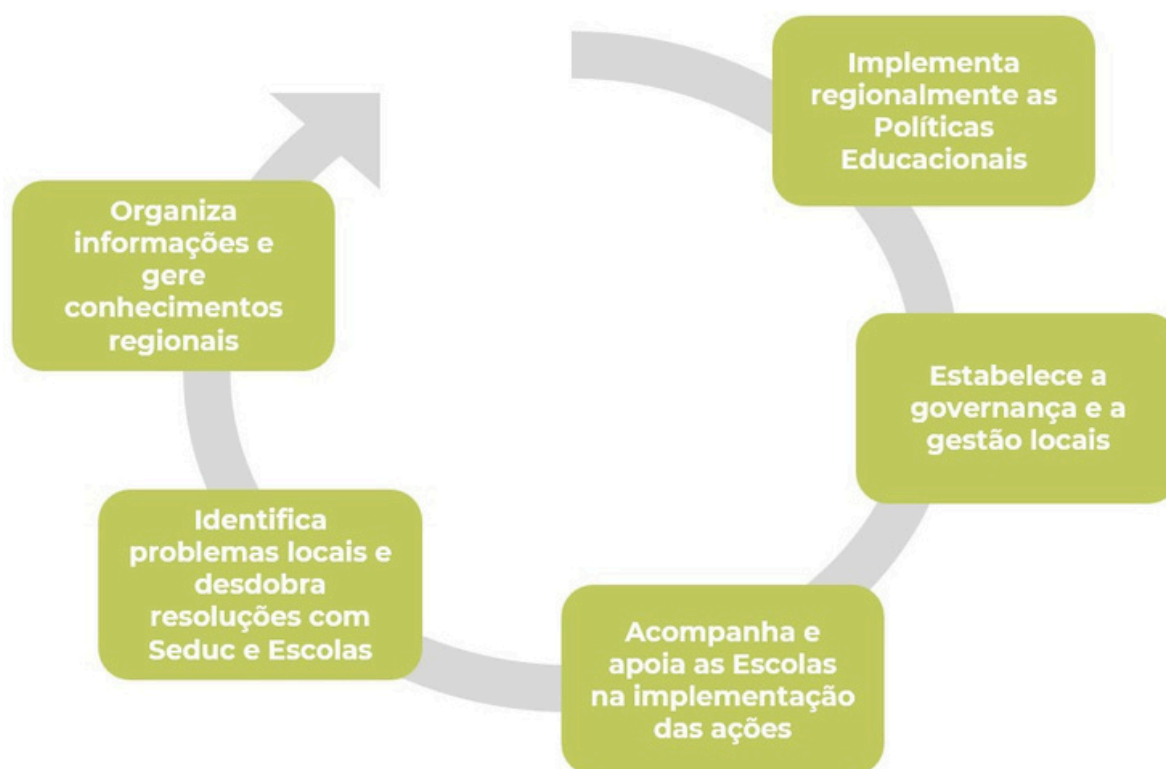 Implementa
regionalmente as
Políticas
Educacionais
Estabelece a
governança e a
gestão locais
Acompanha e
apoia as Escolas
na implementação
das ações
Identifica
problemas locais e
desdobra
resoluções com
Seduc e Escolas
Organiza
informações e
gere
conhecimentos
regionais